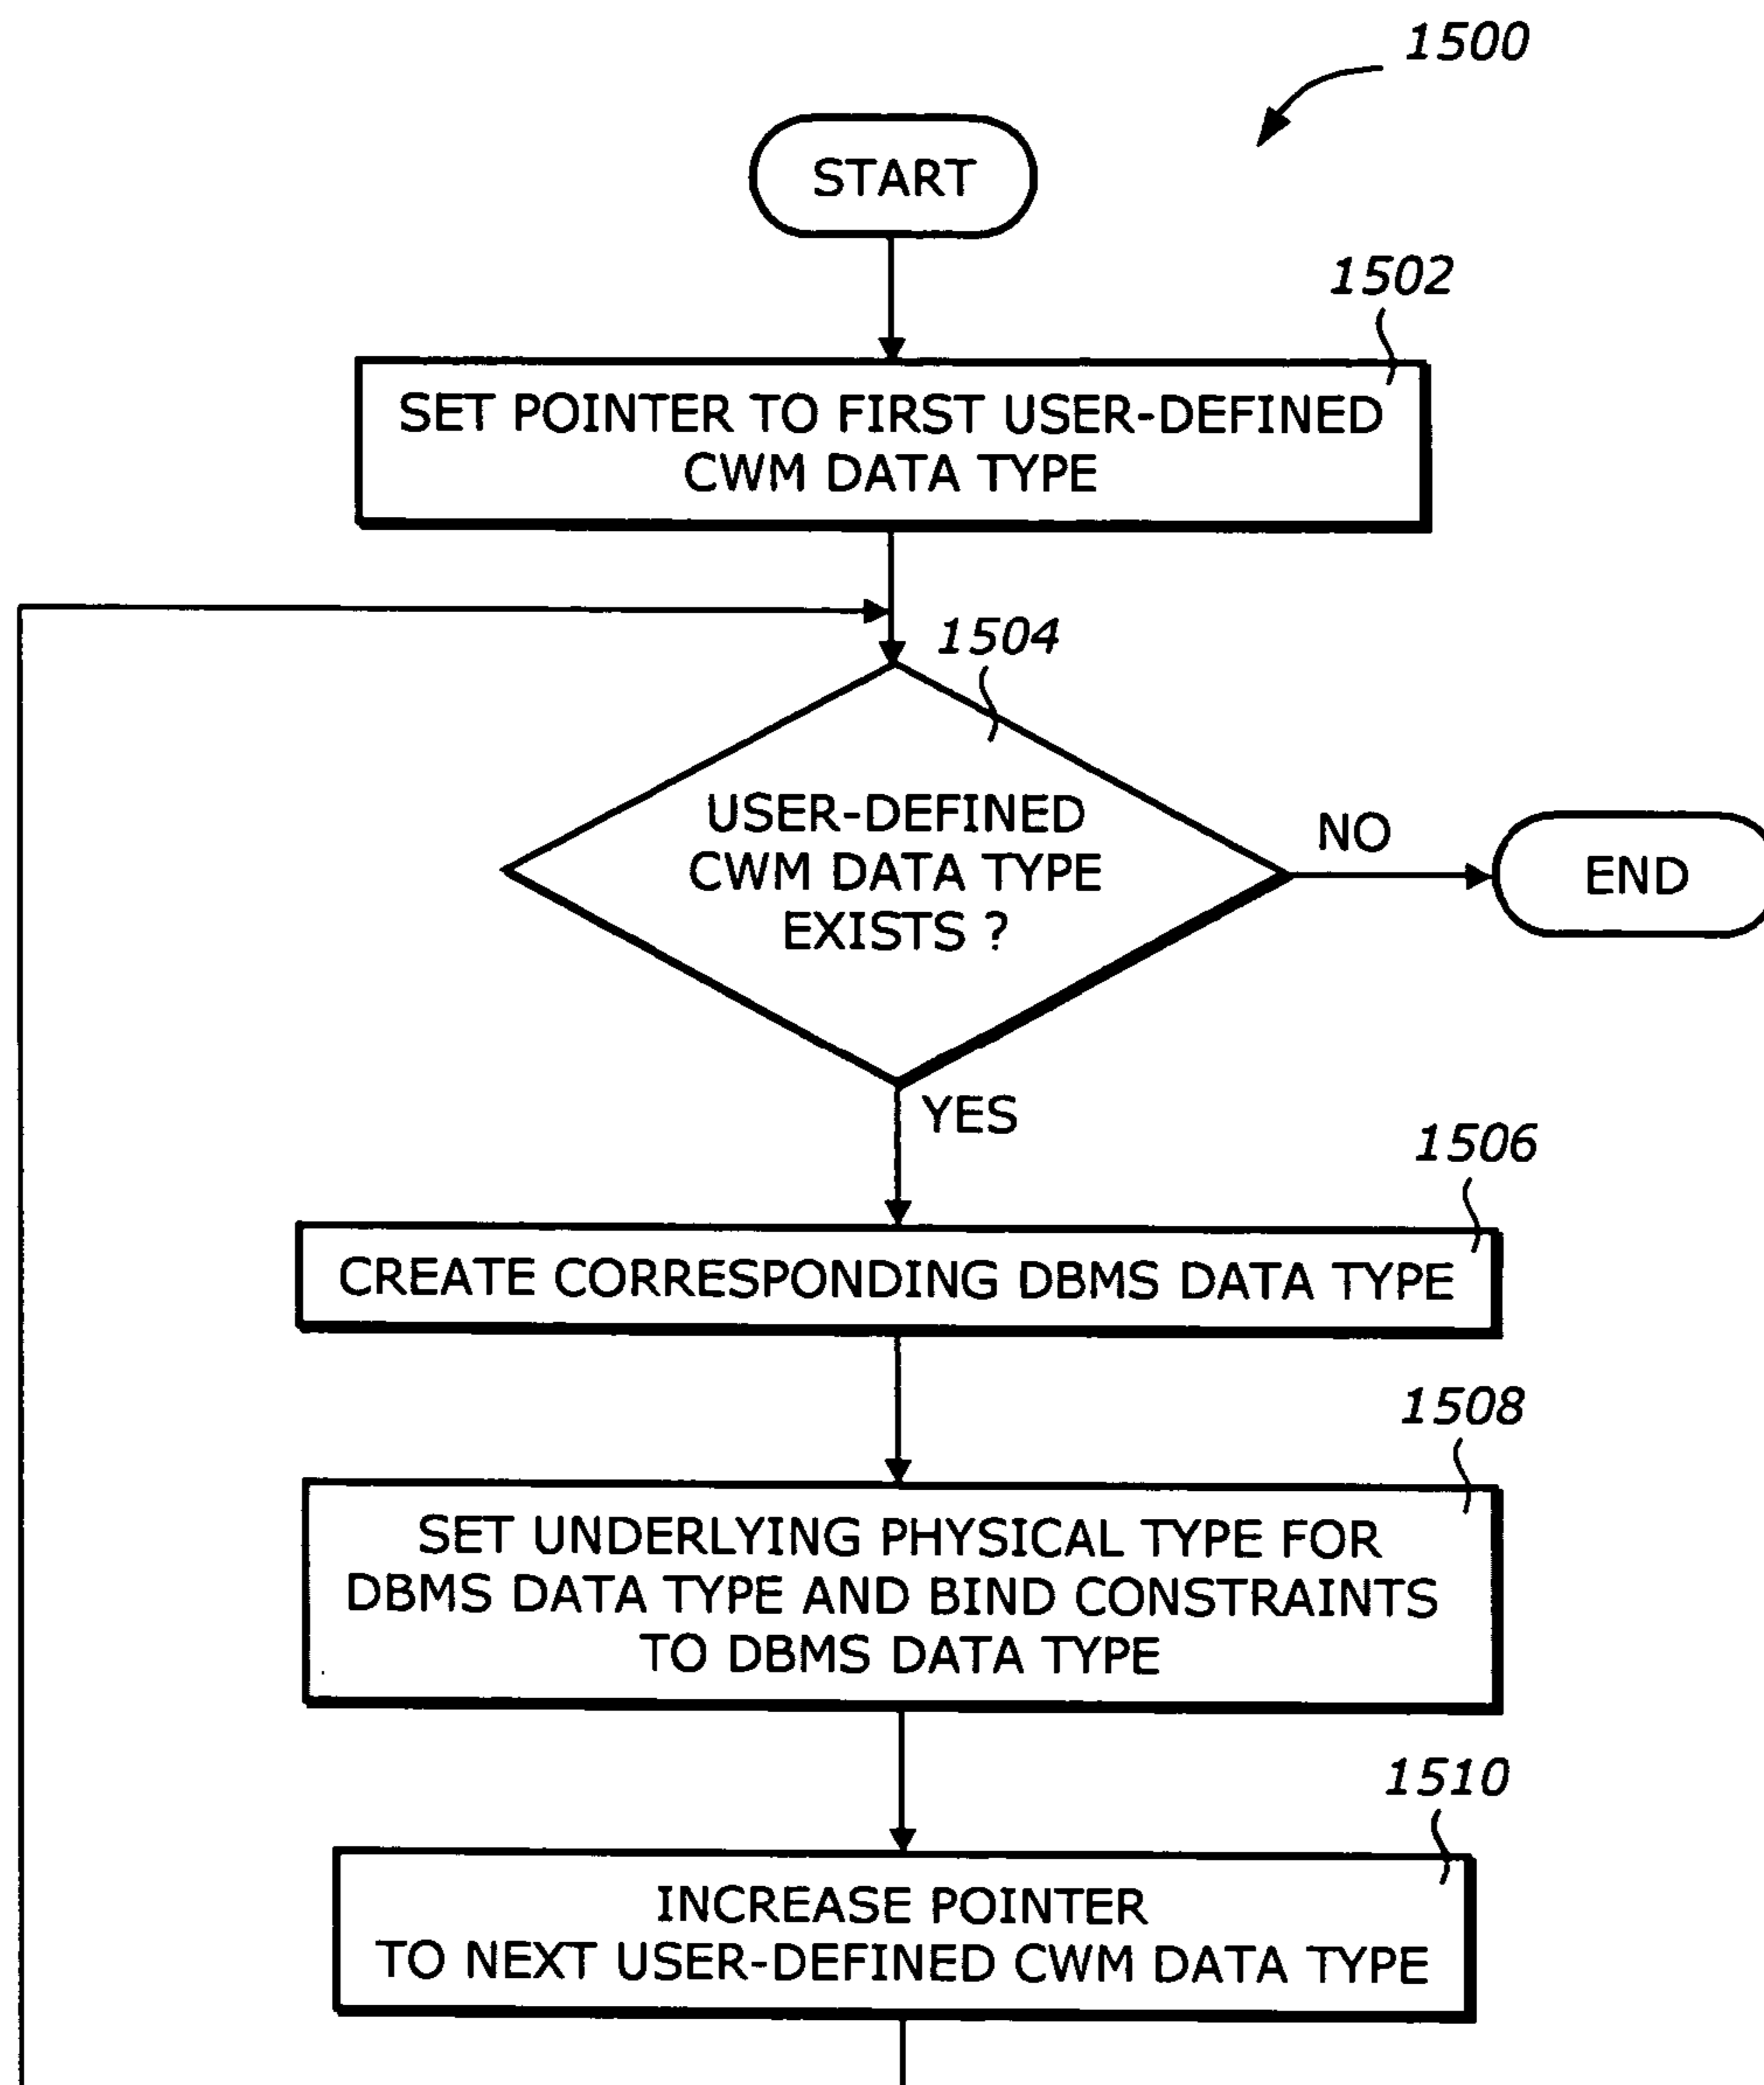 1500
START
1502
SET POINTER TO FIRST USER-DEFINED
CWM DATA TYPE
1504
USER-DEFINED
CWM DATA TYPE
EXISTS ?
NO
END
YES
1506
CREATE CORRESPONDING DBMS DATA TYPE
1508
SET UNDERLYING PHYSICAL TYPE FOR
DBMS DATA TYPE AND BIND CONSTRAINTS
TO DBMS DATA TYPE
1510
INCREASE POINTER
TO NEXT USER-DEFINED CWM DATA TYPE